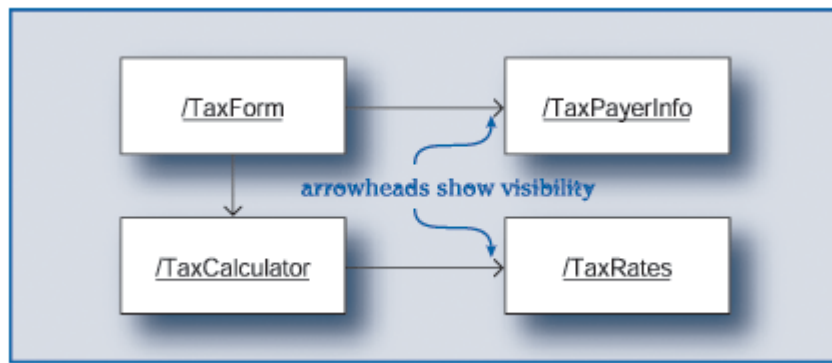 /TaxForm
/TaxPayerInfo
arrowheads show visibility
/TaxCalculator
/TaxRates